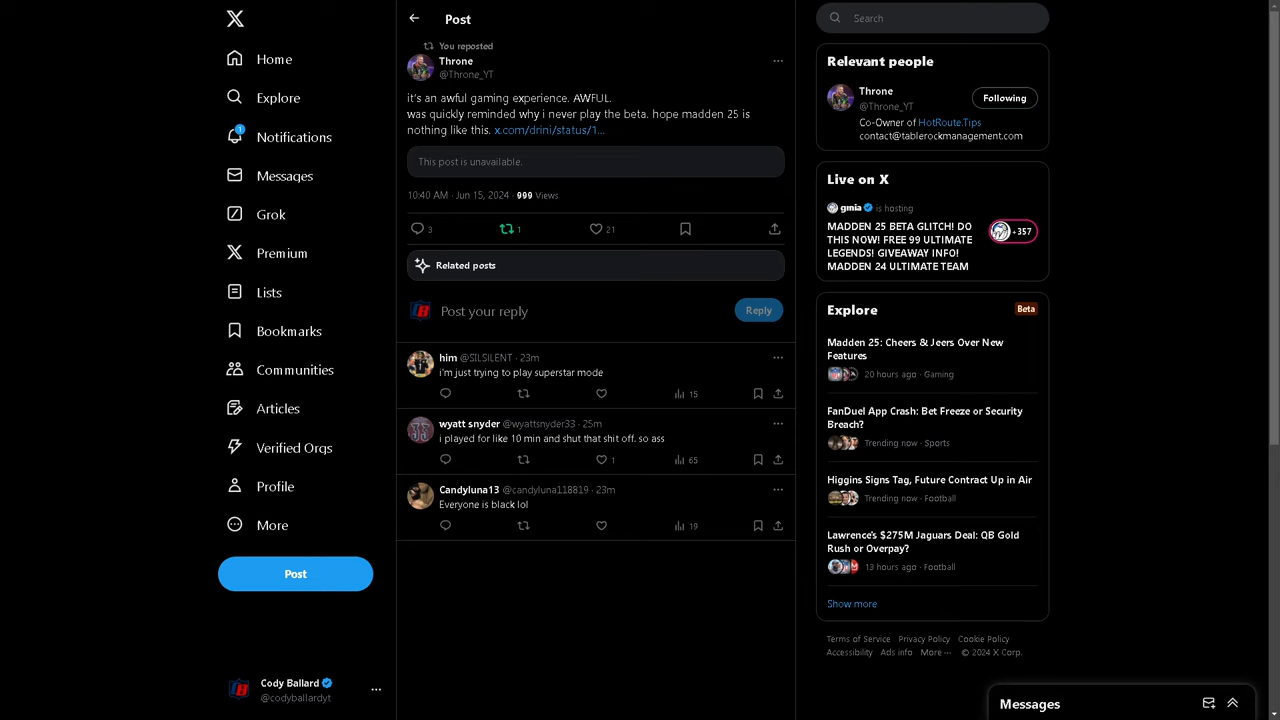 Home
Explore
1
Notifications
Messages
Grok
Premium
Lists
Bookmarks
Communities
Articles
Verified Orgs
Profile
More
Post
Cody Ballard
@codyballardyt
Post
You reposted
Throne
@Throne_YT
it's an awful gaming experience. AWFUL.
was quickly reminded why i never play the beta. hope madden 25 is
nothing like this. x.com/drini/status/1...
This post is unavailable.
10:40 AM · Jun 15, 2024 · 999 Views
3 1 21
Related posts
Post your reply
Reply
him @SILSILENT · 23m
i'm just trying to play superstar mode
15
wyatt snyder @wyattsnyder33 · 25m
i played for like 10 min and shut that shit off. so ass
1 65
Candyluna13 @candyluna118819 · 23m
Everyone is black lol
19
Search
Relevant people
Throne
@Throne_YT
Following
Co-Owner of HotRoute.Tips
contact@tablerockmanagement.com
Live on X
gmia is hosting
MADDEN 25 BETA GLITCH! DO
THIS NOW! FREE 99 ULTIMATE
LEGENDS! GIVEAWAY INFO!
MADDEN 24 ULTIMATE TEAM
+357
Explore
Beta
Madden 25: Cheers & Jeers Over New
Features
20 hours ago · Gaming
FanDuel App Crash: Bet Freeze or Security
Breach?
Trending now · Sports
Higgins Signs Tag, Future Contract Up in Air
Trending now · Football
Lawrence's $275M Jaguars Deal: QB Gold
Rush or Overpay?
13 hours ago · Football
Show more
Terms of Service Privacy Policy Cookie Policy
Accessibility Ads info More ··· © 2024 X Corp.
Messages